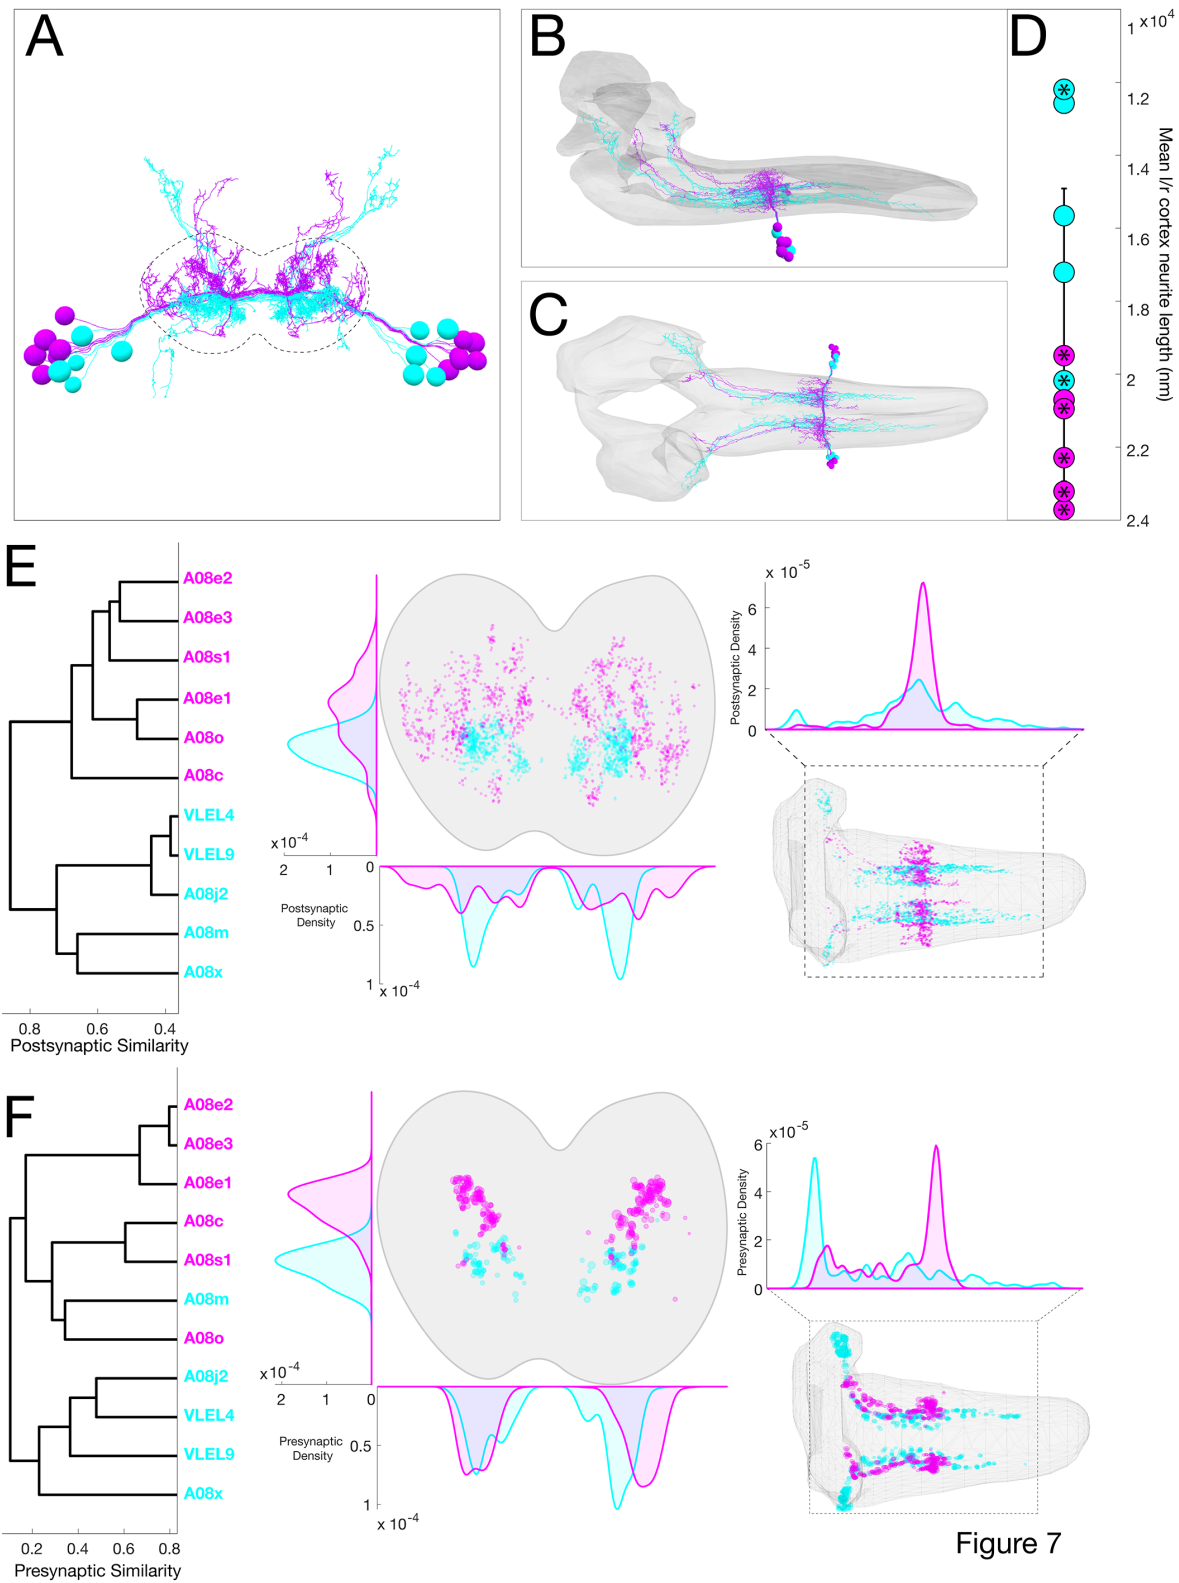 A
B
C
D
1 x10⁴
1.2
1.4
1.6
1.8
2
2.2
2.4
Mean l/r cortex neurite length (nm)
* 
*
*
*
*
*
E
A08e2
A08e3
A08s1
A08e1
A08o
A08c
VLEL4
VLEL9
A08j2
A08m
A08x
0.8 0.6 0.4
Postsynaptic Similarity
x10⁻⁴
2 1 0
Postsynaptic
Density
0
0.5
1 x 10⁻⁴
x 10⁻⁵
6
4
2
0
Postsynaptic Density
F
A08e2
A08e3
A08e1
A08c
A08s1
A08m
A08o
A08j2
VLEL4
VLEL9
A08x
0.2 0.4 0.6 0.8
Presynaptic Similarity
x10⁻⁴
2 1 0
Presynaptic
Density
0.5
1
x 10⁻⁴
x10⁻⁵
6
4
2
0
Presynaptic Density
Figure 7